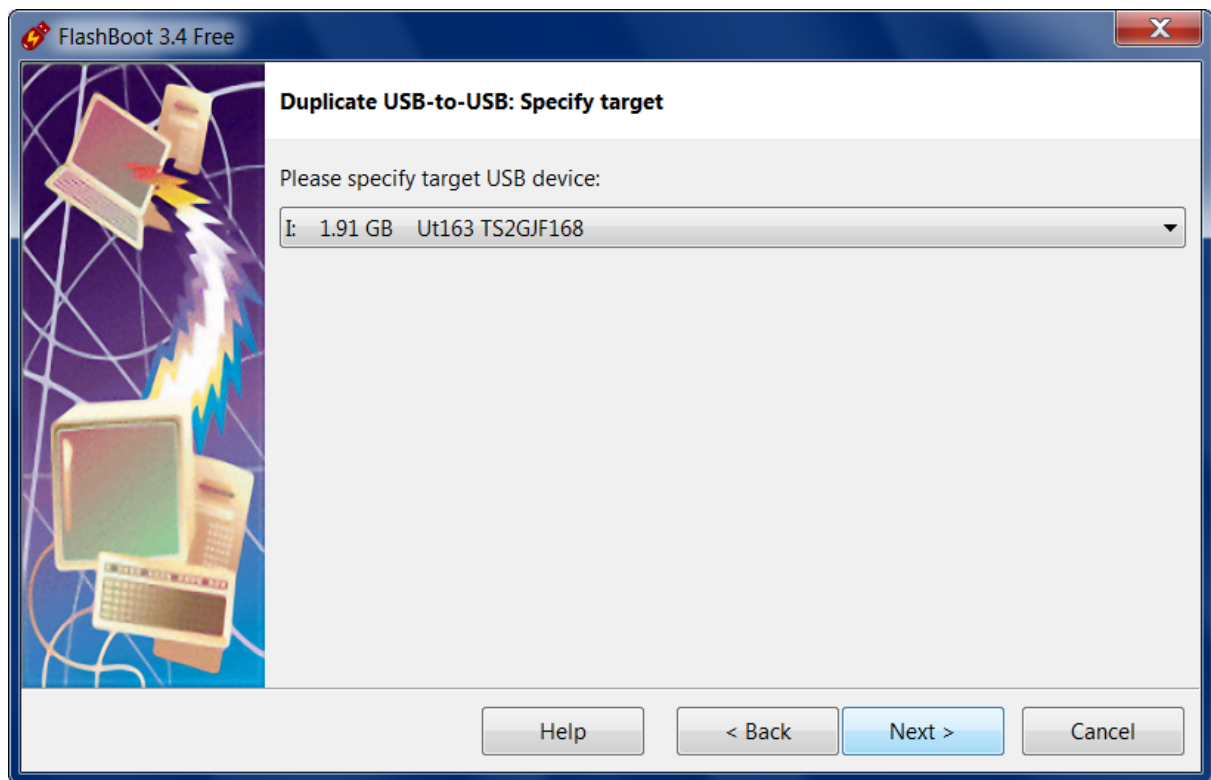 FlashBoot 3.4 Free
Duplicate USB-to-USB: Specify target
Please specify target USB device:
I: 1.91 GB Ut163 TS2GJF168
Help < Back Next > Cancel